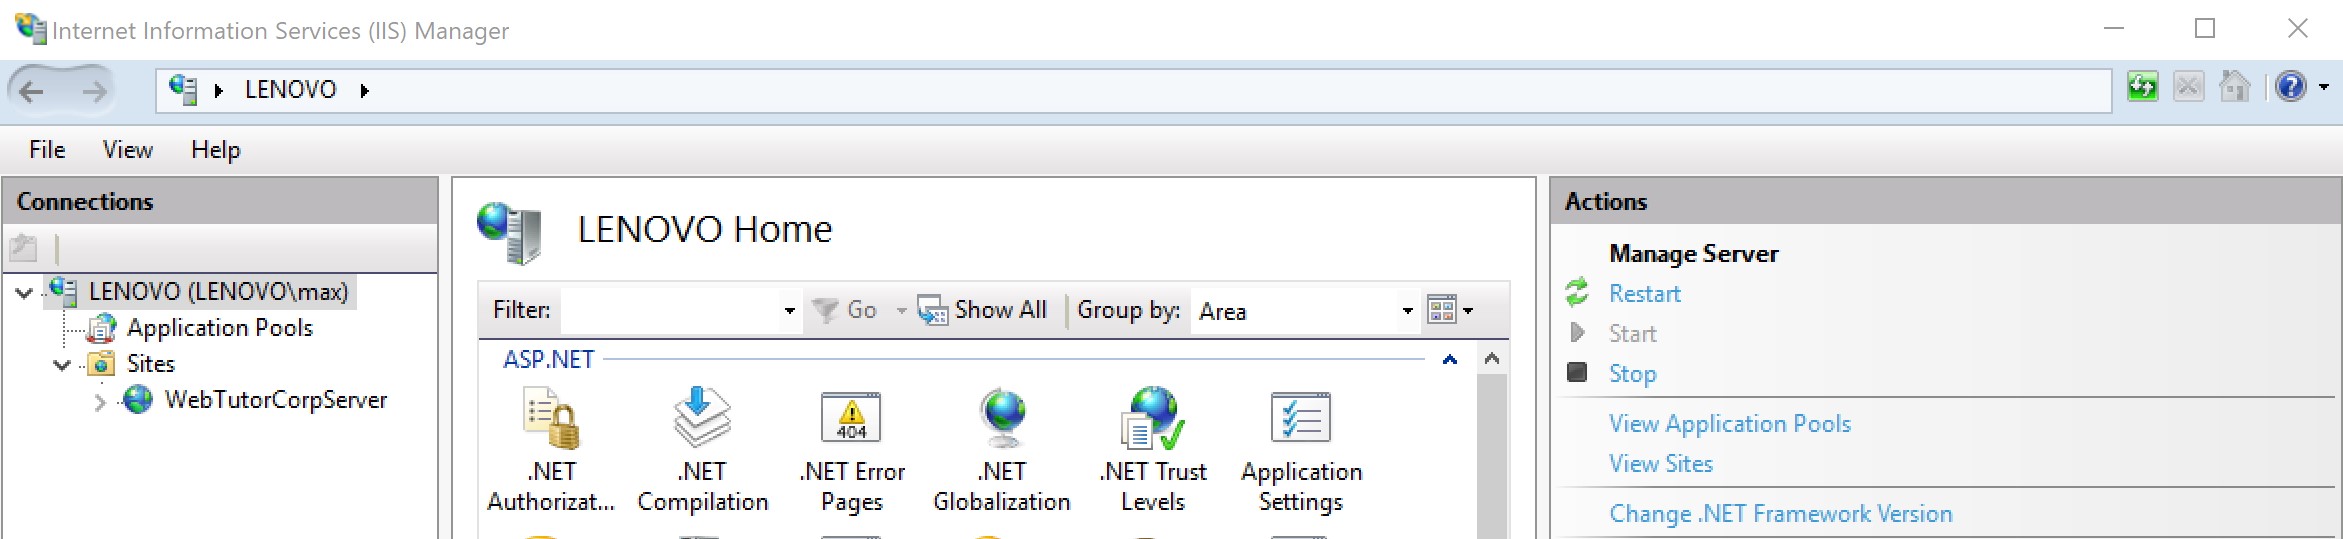 Internet Information Services (IIS) Manager
LENOVO
File View Help
Connections
LENOVO (LENOVO\max)
Application Pools
Sites
WebTutorCorpServer
LENOVO Home
Filter: Go Show All Group by: Area
ASP.NET
.NET Authorizat...
.NET Compilation
404
.NET Error Pages
.NET Globalization
.NET Trust Levels
Application Settings
Actions
Manage Server
Restart
Start
Stop
View Application Pools
View Sites
Change .NET Framework Version